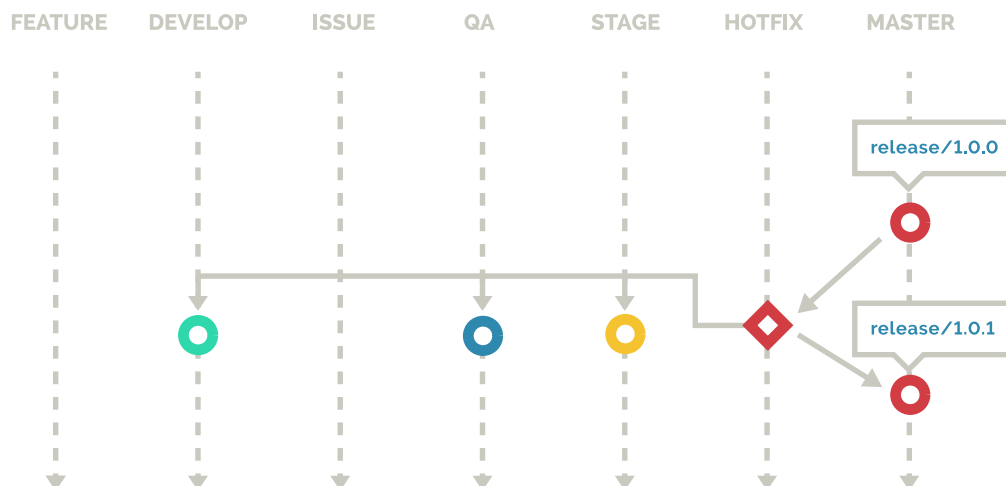 FEATURE DEVELOP ISSUE QA STAGE HOTFIX MASTER
release/1.0.0
release/1.0.1